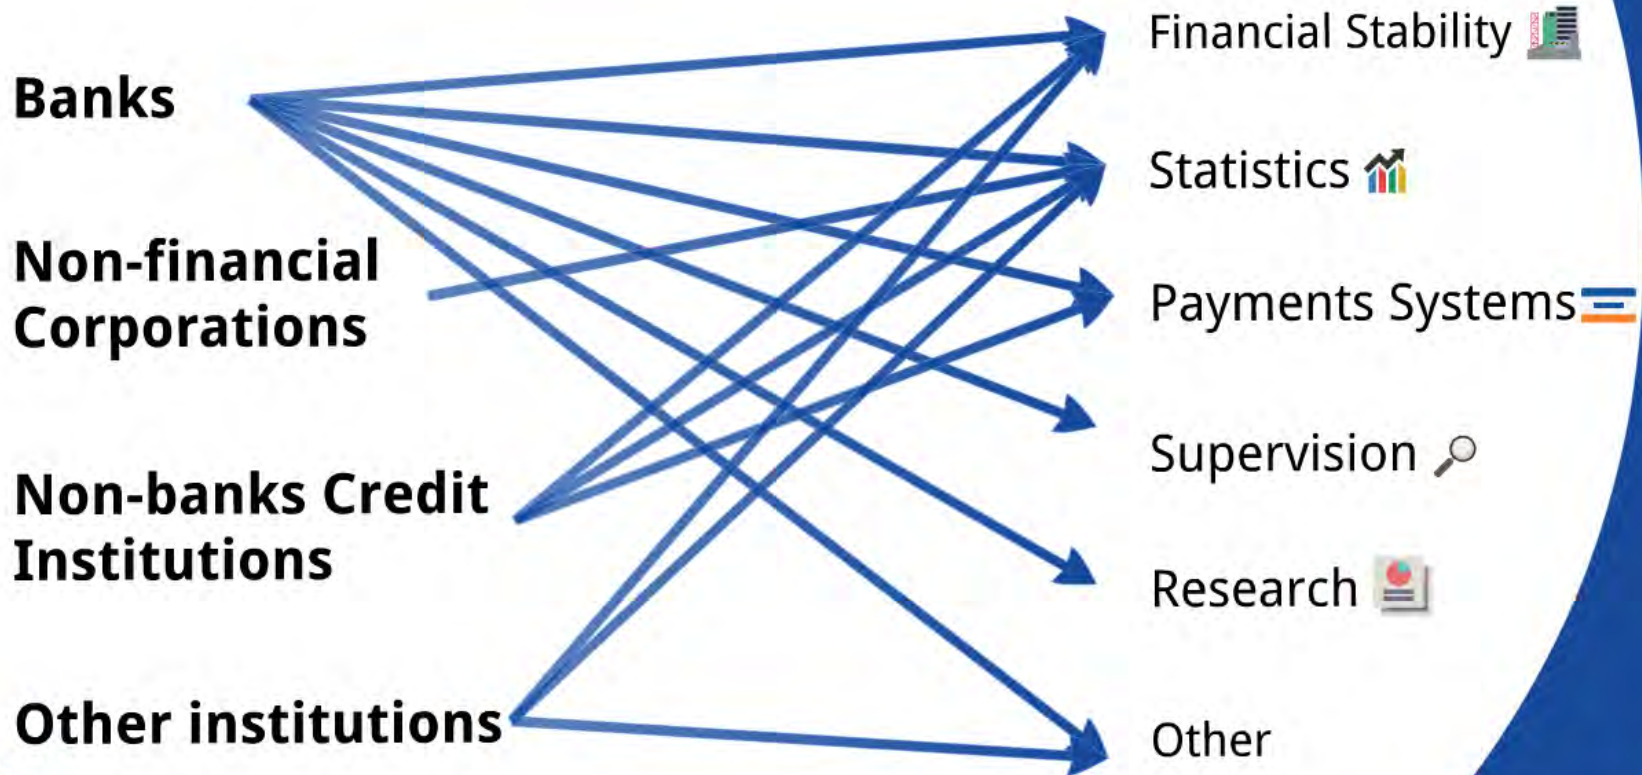 Banks
Non-financial
Corporations
Non-banks Credit
Institutions
Other institutions
Financial Stability
Statistics
Payments Systems
Supervision
Research
Other